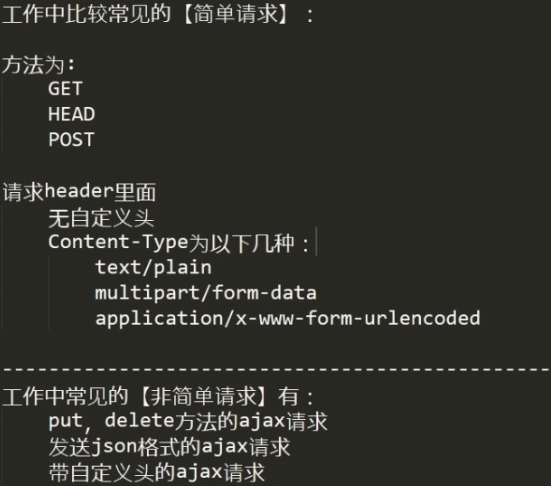 工作中比较常见的【简单请求】：
方法为:
GET
HEAD
POST
请求header里面
无自定义头
Content-Type为以下几种：
text/plain
multipart/form-data
application/x-www-form-urlencoded
--------------------------------------------------
工作中常见的【非简单请求】有：
put, delete方法的ajax请求
发送json格式的ajax请求
带自定义头的ajax请求